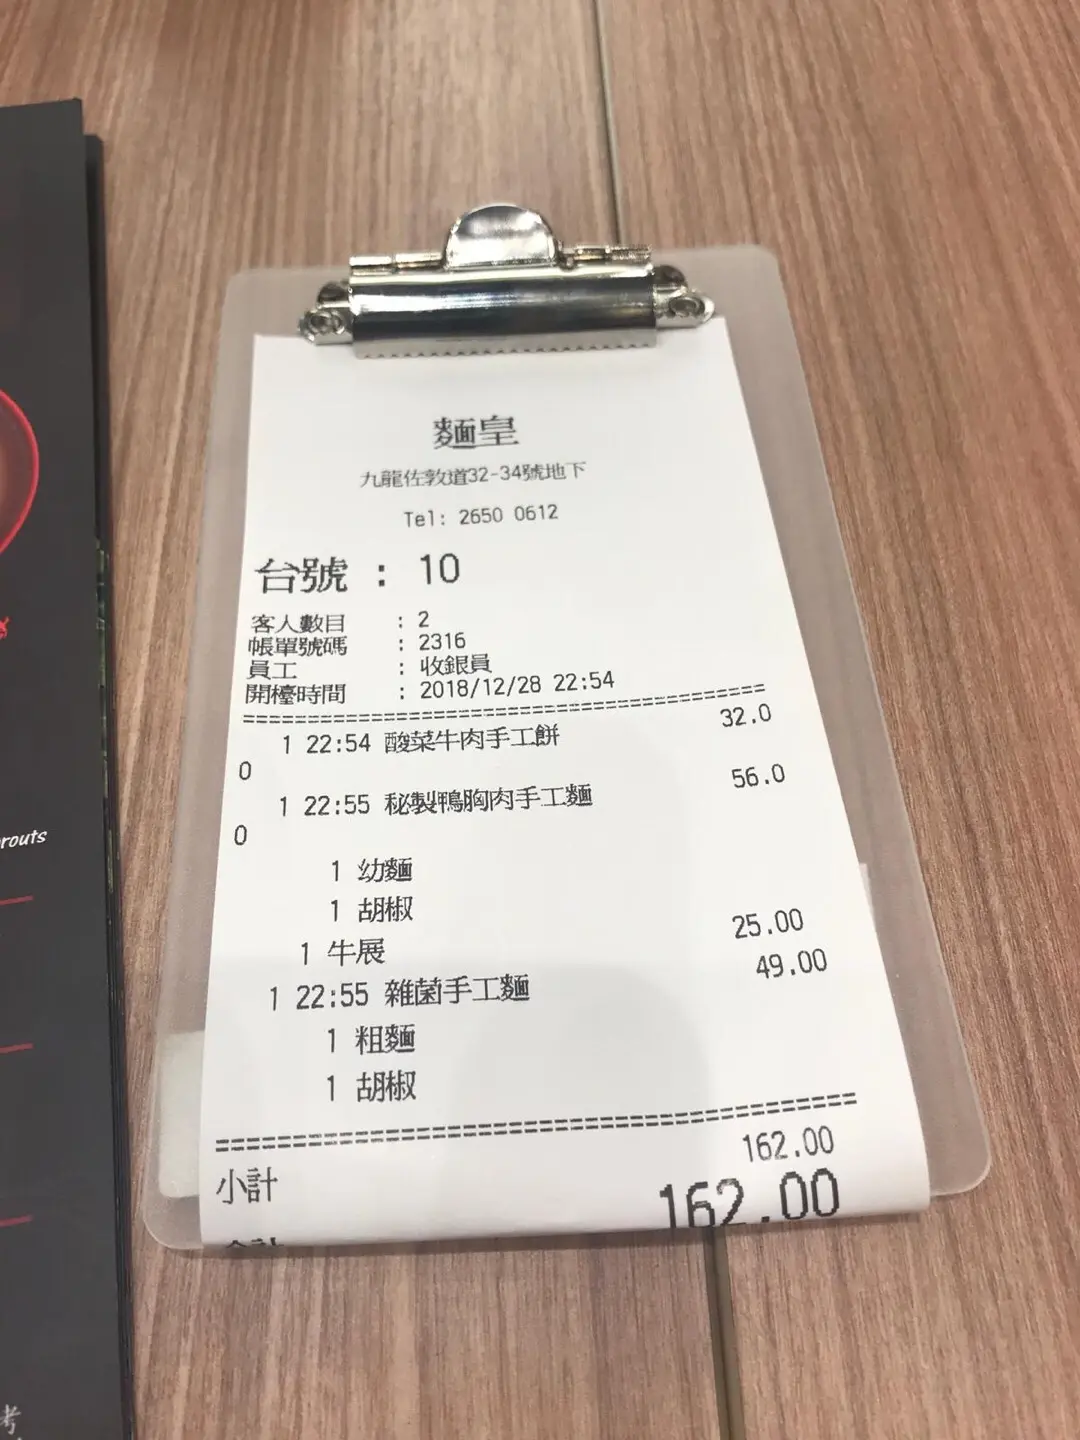 麵皇
九龍佐敦道32-34號地下
Tel: 2650 0612
台號 : 10
客人數目 : 2
帳單號碼 : 2316
員工 : 收銀員
開檯時間 : 2018/12/28 22:54
1 22:54 酸菜牛肉手工餅 32.0
0
1 22:55 秘製鴨胸肉手工麵 56.0
0
1 幼麵
1 胡椒
1 牛展 25.00
1 22:55 雜菌手工麵 49.00
1 粗麵
1 胡椒
小計 162.00
162.00
routs
考